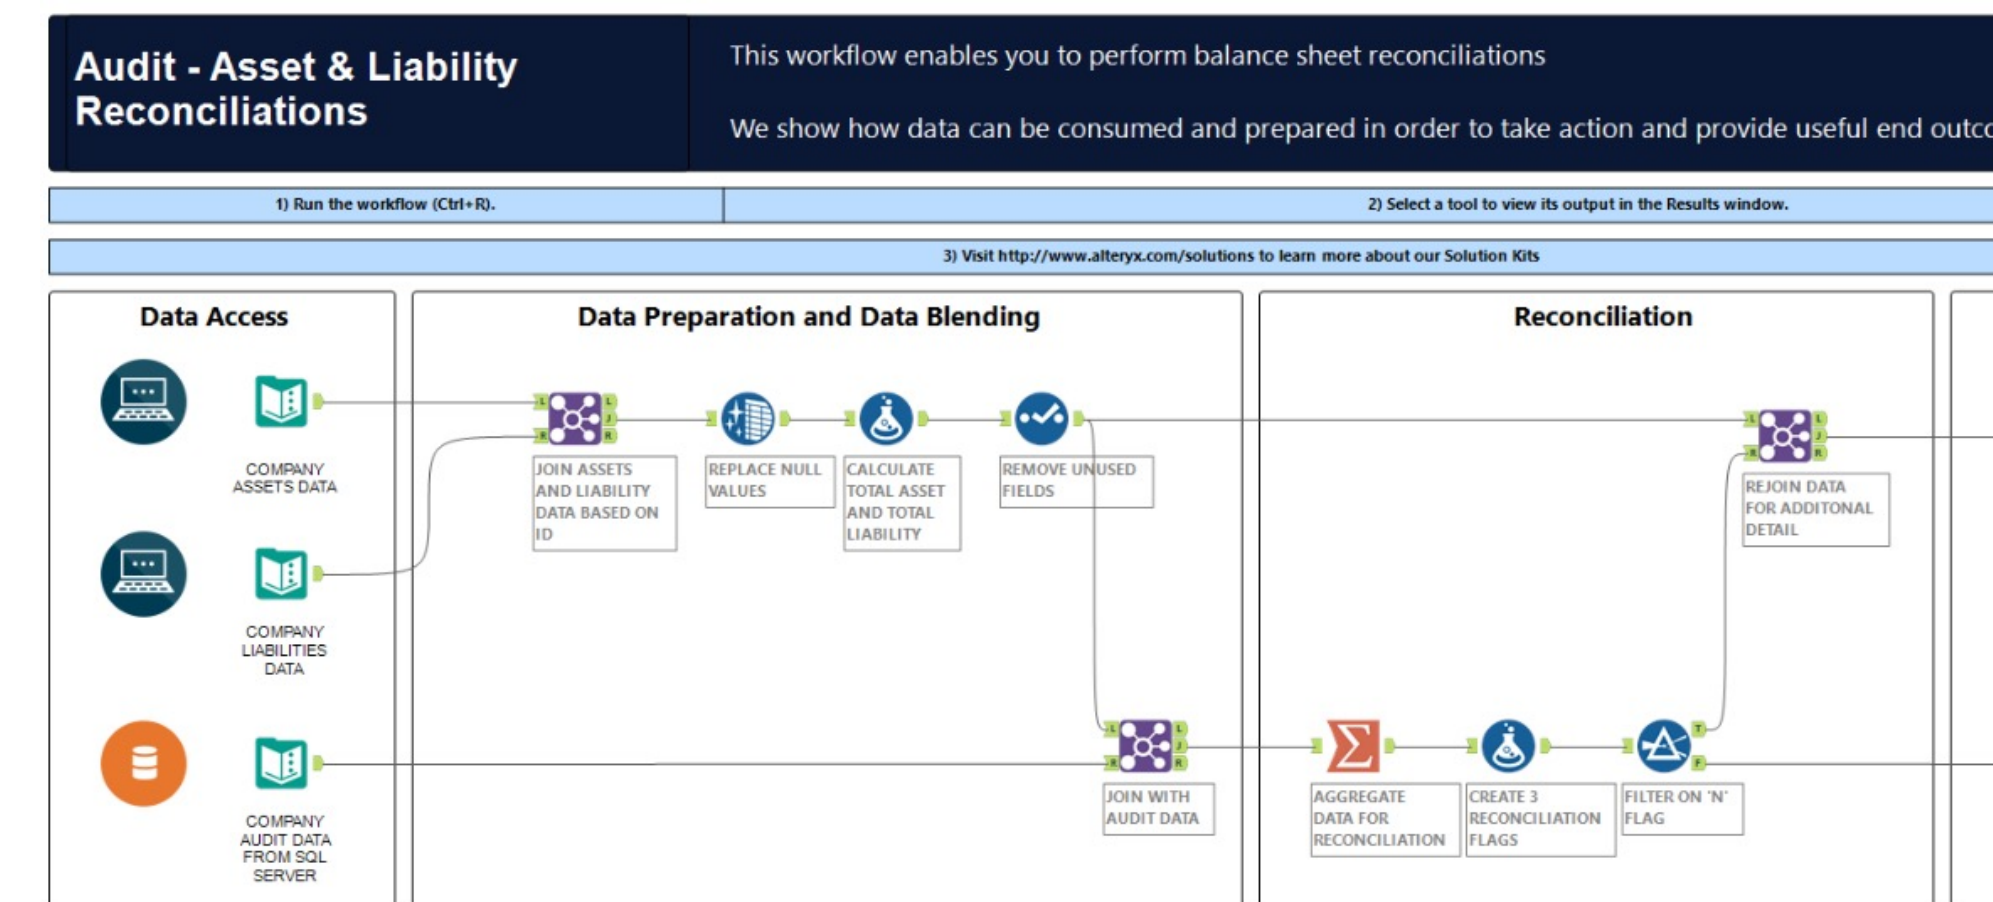 Audit - Asset & Liability
Reconciliations
This workflow enables you to perform balance sheet reconciliations
We show how data can be consumed and prepared in order to take action and provide useful end outco
1) Run the workflow (Ctrl+R).
2) Select a tool to view its output in the Results window.
3) Visit http://www.alteryx.com/solutions to learn more about our Solution Kits
Data Access
COMPANY
ASSETS DATA
COMPANY
LIABILITIES
DATA
COMPANY
AUDIT DATA
FROM SQL
SERVER
Data Preparation and Data Blending
L
R
L
J
R
JOIN ASSETS
AND LIABILITY
DATA BASED ON
ID
REPLACE NULL
VALUES
CALCULATE
TOTAL ASSET
AND TOTAL
LIABILITY
REMOVE UNUSED
FIELDS
L
R
L
J
R
JOIN WITH
AUDIT DATA
Reconciliation
L
R
L
J
R
REJOIN DATA
FOR ADDITONAL
DETAIL
AGGREGATE
DATA FOR
RECONCILIATION
CREATE 3
RECONCILIATION
FLAGS
T
F
FILTER ON 'N'
FLAG